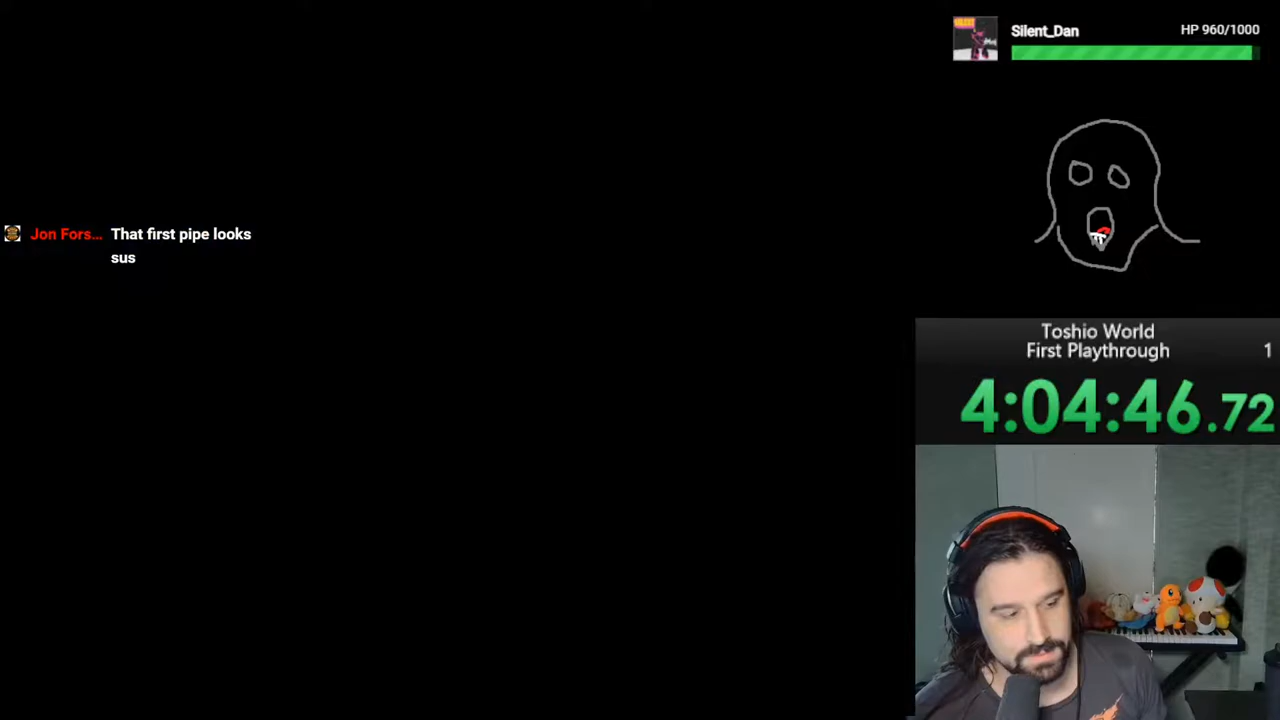 Silent_Dan HP 960/1000
Jon Fors... That first pipe looks
sus
Toshio World
First Playthrough 1
4:04:46.72